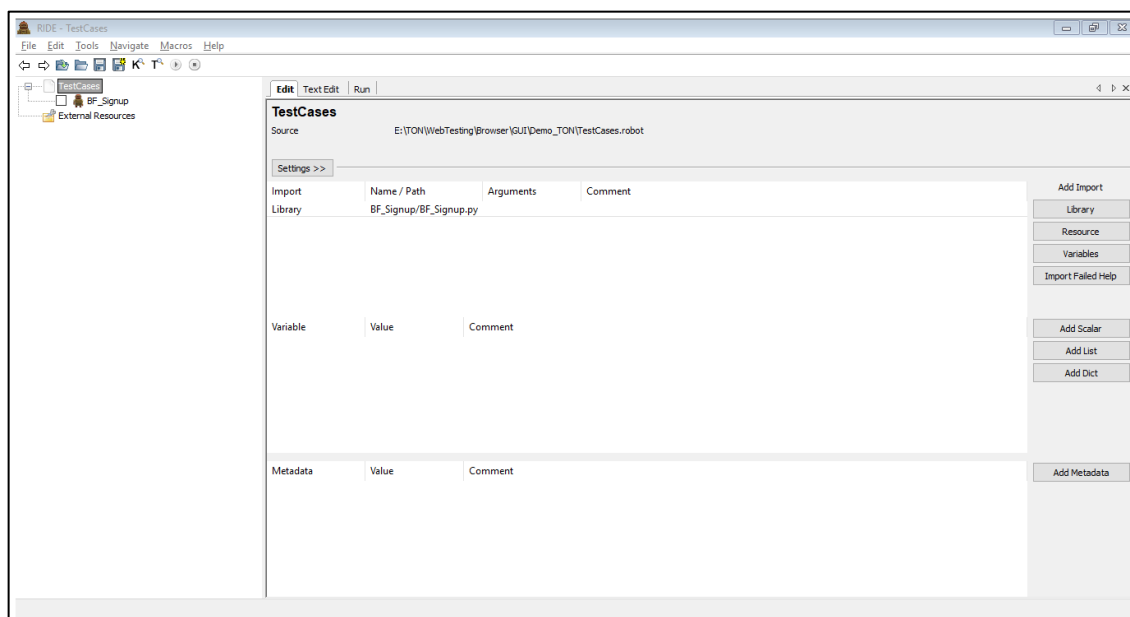 RIDE - TestCases
File Edit Tools Navigate Macros Help
TestCases
BF_Signup
External Resources
Edit Text Edit Run
TestCases
Source E:\TON\WebTesting\Browser\GUI\Demo_TON\TestCases.robot
Settings >>
Import Name / Path Arguments Comment
Library BF_Signup/BF_Signup.py
Add Import
Library
Resource
Variables
Import Failed Help
Variable Value Comment
Add Scalar
Add List
Add Dict
Metadata Value Comment
Add Metadata